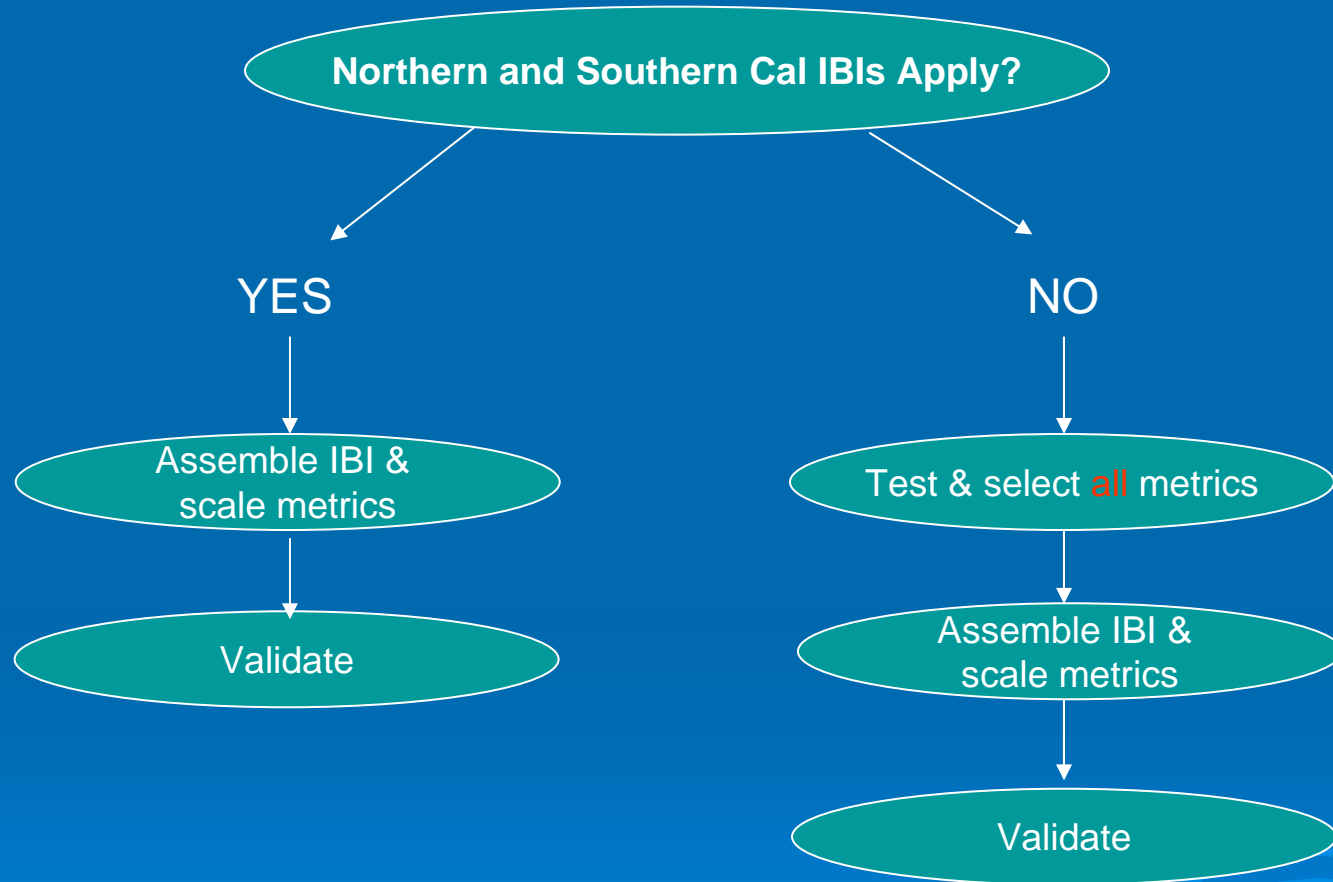 Northern and Southern Cal IBIs Apply?
YES
NO
Assemble IBI &
scale metrics
Test & select all metrics
Validate
Assemble IBI &
scale metrics
Validate